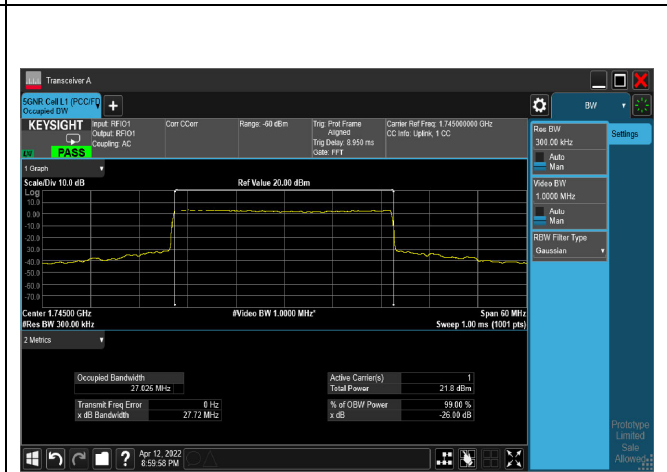 Transceiver A
5GNR Cell L1 (PCC/FD
Occupied BW
+
BW
KEYSIGHT
PASS
Input: RFIO1
Output: RFIO1
Coupling: AC
Corr CCorr
Range: -60 dBm
Trig: Prot Frame
Aligned
Trig Delay: 8.950 ms
Gate: FFT
Carrier Ref Freq: 1.745000000 GHz
CC Info: Uplink, 1 CC
Res BW
300.00 kHz
Auto
Man
Settings
Video BW
1.0000 MHz
Auto
Man
RBW Filter Type
Gaussian
1 Graph
Scale/Div 10.0 dB
Ref Value 20.00 dBm
Log
10.0
0.00
-10.0
-20.0
-30.0
-40.0
-50.0
-60.0
-70.0
Center 1.74500 GHz
#Video BW 1.0000 MHz*
Span 60 MHz
#Res BW 300.00 kHz
Sweep 1.00 ms (1001 pts)
2 Metrics
Occupied Bandwidth
27.026 MHz
Active Carrier(s) 1
Total Power 21.8 dBm
Transmit Freq Error 0 Hz
x dB Bandwidth 27.72 MHz
% of OBW Power 99.00 %
x dB -26.00 dB
?
Apr 12, 2022
8:59:58 PM
Prototype
Limited
Sale
Allowed